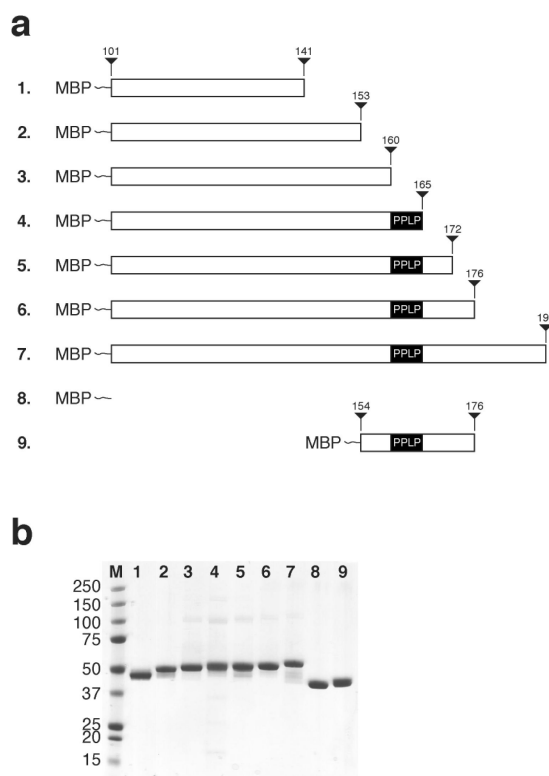 a
101 141
1. MBP
153
2. MBP
160
3. MBP
165
4. MBP PPLP
172
5. MBP PPLP
176
6. MBP PPLP
19
7. MBP PPLP
8. MBP
154 176
9. MBP PPLP
b
M 1 2 3 4 5 6 7 8 9
250
150
100
75
50
37
25
20
15